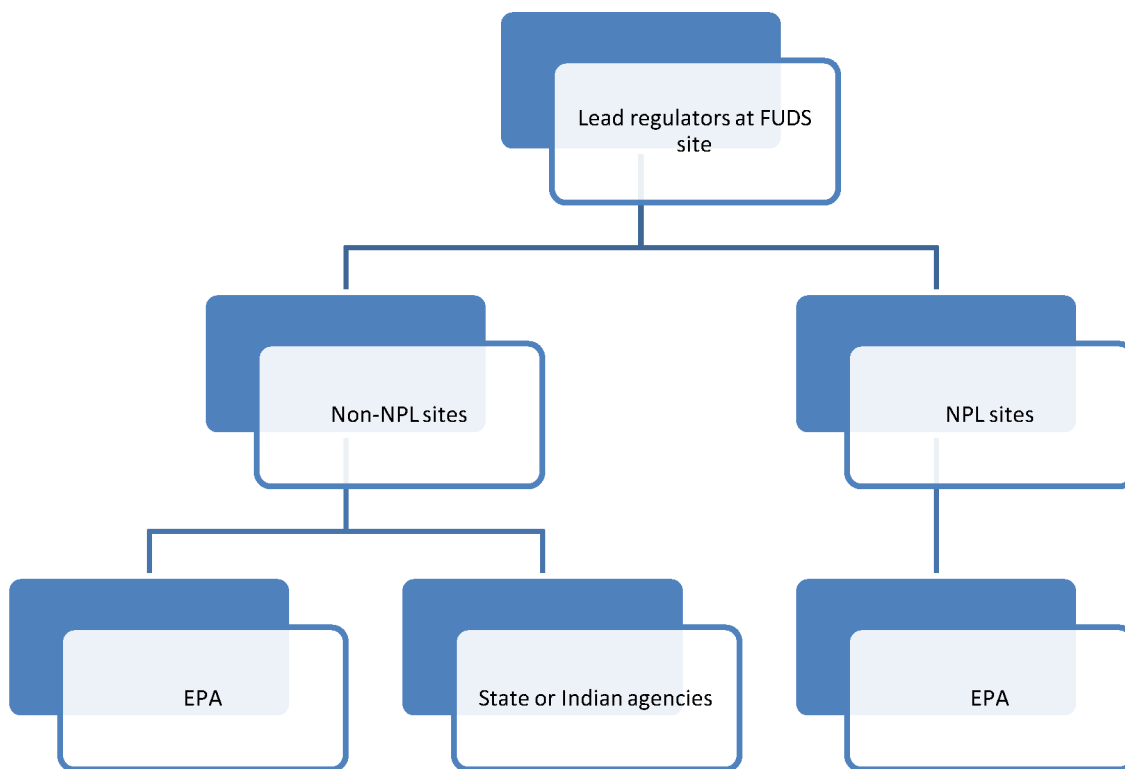 Lead regulators at FUDS
site
Non-NPL sites
NPL sites
EPA
State or Indian agencies
EPA